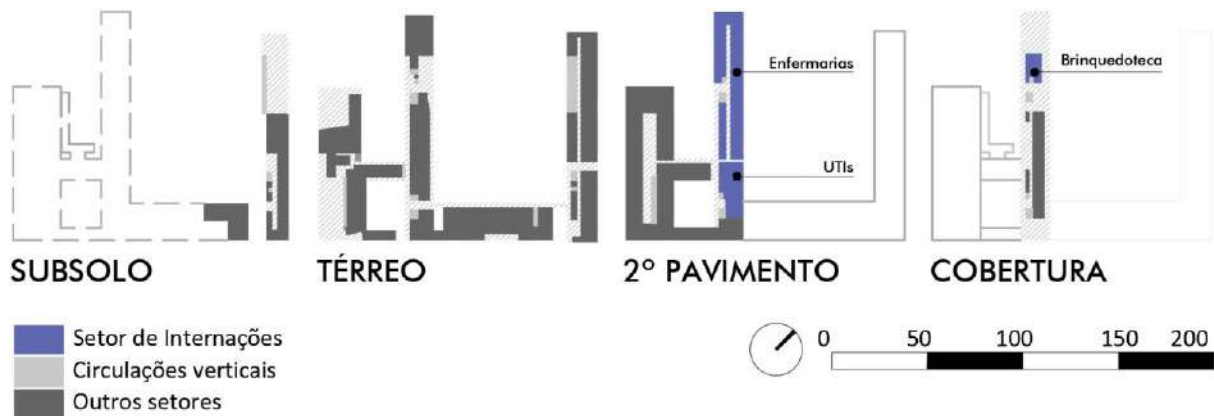 Enfermarias
UTIs
Brinquedoteca
SUBSOLO
TÉRREO
2º PAVIMENTO
COBERTURA
Setor de Internações
Circulações verticais
Outros setores
0 50 100 150 200